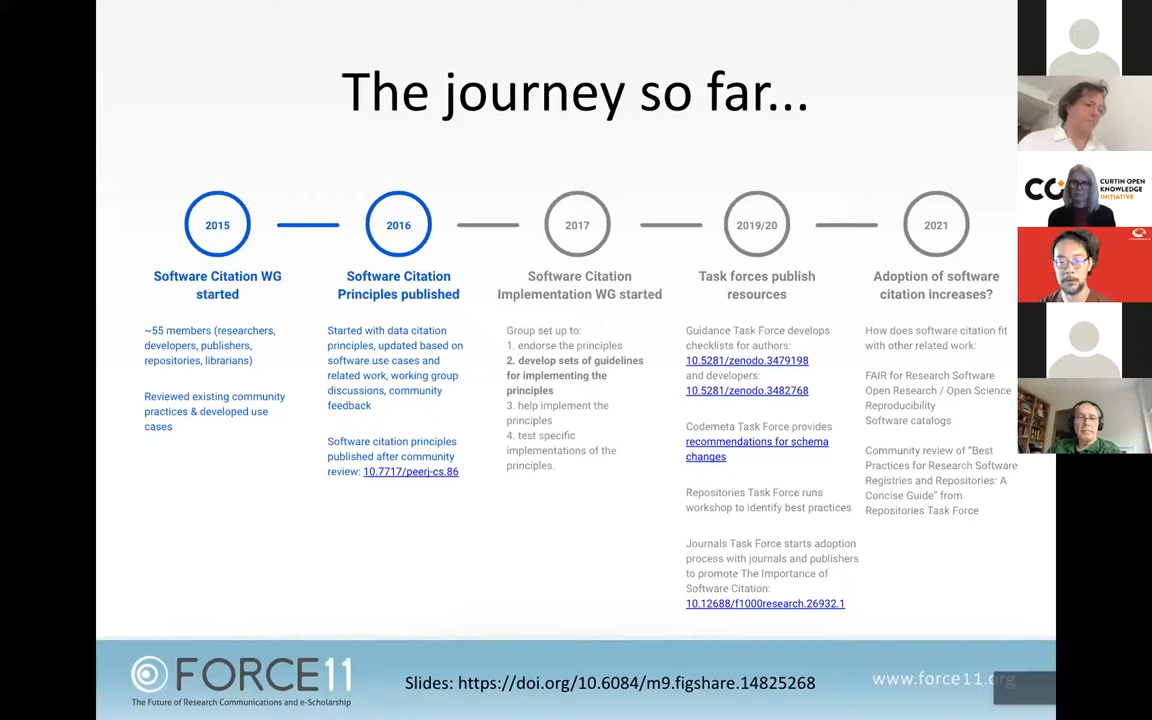 The journey so far...
2015
2016
2017
2019/20
2021
Software Citation WG
started
~55 members (researchers,
developers, publishers,
repositories, librarians)
Reviewed existing community
practices & developed use
cases
Software Citation
Principles published
Started with data citation
principles, updated based on
software use cases and
related work, working group
discussions, community
feedback
Software citation principles
published after community
review: 10.7717/peerj-cs.86
Software Citation
Implementation WG started
Group set up to:
1. endorse the principles
2. develop sets of guidelines
for implementing the
principles
3. help implement the
principles
4. test specific
implementations of the
principles.
Task forces publish
resources
Guidance Task Force develops
checklists for authors:
10.5281/zenodo.3479198
and developers:
10.5281/zenodo.3482768
Codemeta Task Force provides
recommendations for schema
changes
Repositories Task Force runs
workshop to identify best practices
Journals Task Force starts adoption
process with journals and publishers
to promote The Importance of
Software Citation:
10.12688/f1000research.26932.1
Adoption of software
citation increases?
How does software citation fit
with other related work:
FAIR for Research Software
Open Research / Open Science
Reproducibility
Software catalogs
Community review of "Best
Practices for Research Software
Registries and Repositories: A
Concise Guide" from
Repositories Task Force
CURTIN OPEN
KNOWLEDGE
INITIATIVE
FORCE11
The Future of Research Communications and e-Scholarship
Slides: https://doi.org/10.6084/m9.figshare.14825268
www.force11.org